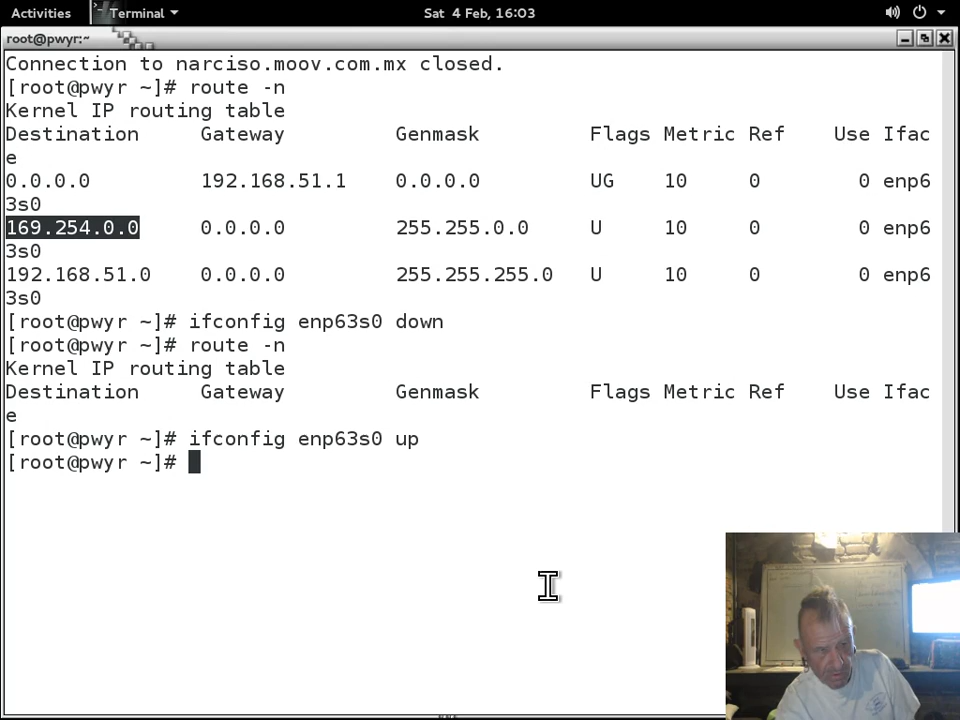 Activities Terminal Sat 4 Feb, 16:03
root@pwyr:~
Connection to narciso.moov.com.mx closed.
[root@pwyr ~]# route -n
Kernel IP routing table
Destination Gateway Genmask Flags Metric Ref Use Ifac
e
0.0.0.0 192.168.51.1 0.0.0.0 UG 10 0 0 enp6
3s0
169.254.0.0 0.0.0.0 255.255.0.0 U 10 0 0 enp6
3s0
192.168.51.0 0.0.0.0 255.255.255.0 U 10 0 0 enp6
3s0
[root@pwyr ~]# ifconfig enp63s0 down
[root@pwyr ~]# route -n
Kernel IP routing table
Destination Gateway Genmask Flags Metric Ref Use Ifac
e
[root@pwyr ~]# ifconfig enp63s0 up
[root@pwyr ~]#